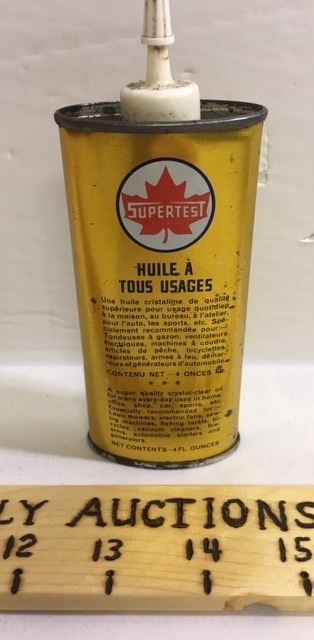 SUPERTEST
HUILE À
TOUS USAGES
Une huile cristalline de qualité
supérieure pour usage quotidien
à la maison, au bureau, à l'atelier,
pour l'auto, les sports, etc. Spé-
cialement recommandée pour:—
Tondeuses à gazon, ventilateurs
électriques, machines à coudre,
articles de pêche, bicyclettes,
aspirateurs, armes à feu, démar-
reurs et générateurs d'automobile
CONTENU NET—4 ONCES
* * *
A super quality crystal-clear oil
for many every-day uses in home,
office, shop, car, sports, etc.
Especially recommended for:—
Lawn mowers, electric fans, sew-
machines, fishing tackle,
cycles, vacuum cleaners, fire-
arms, automotive starters and
generators.
NET CONTENTS—4 FL. OUNCES
LY AUCTIONS
12 13 14 15